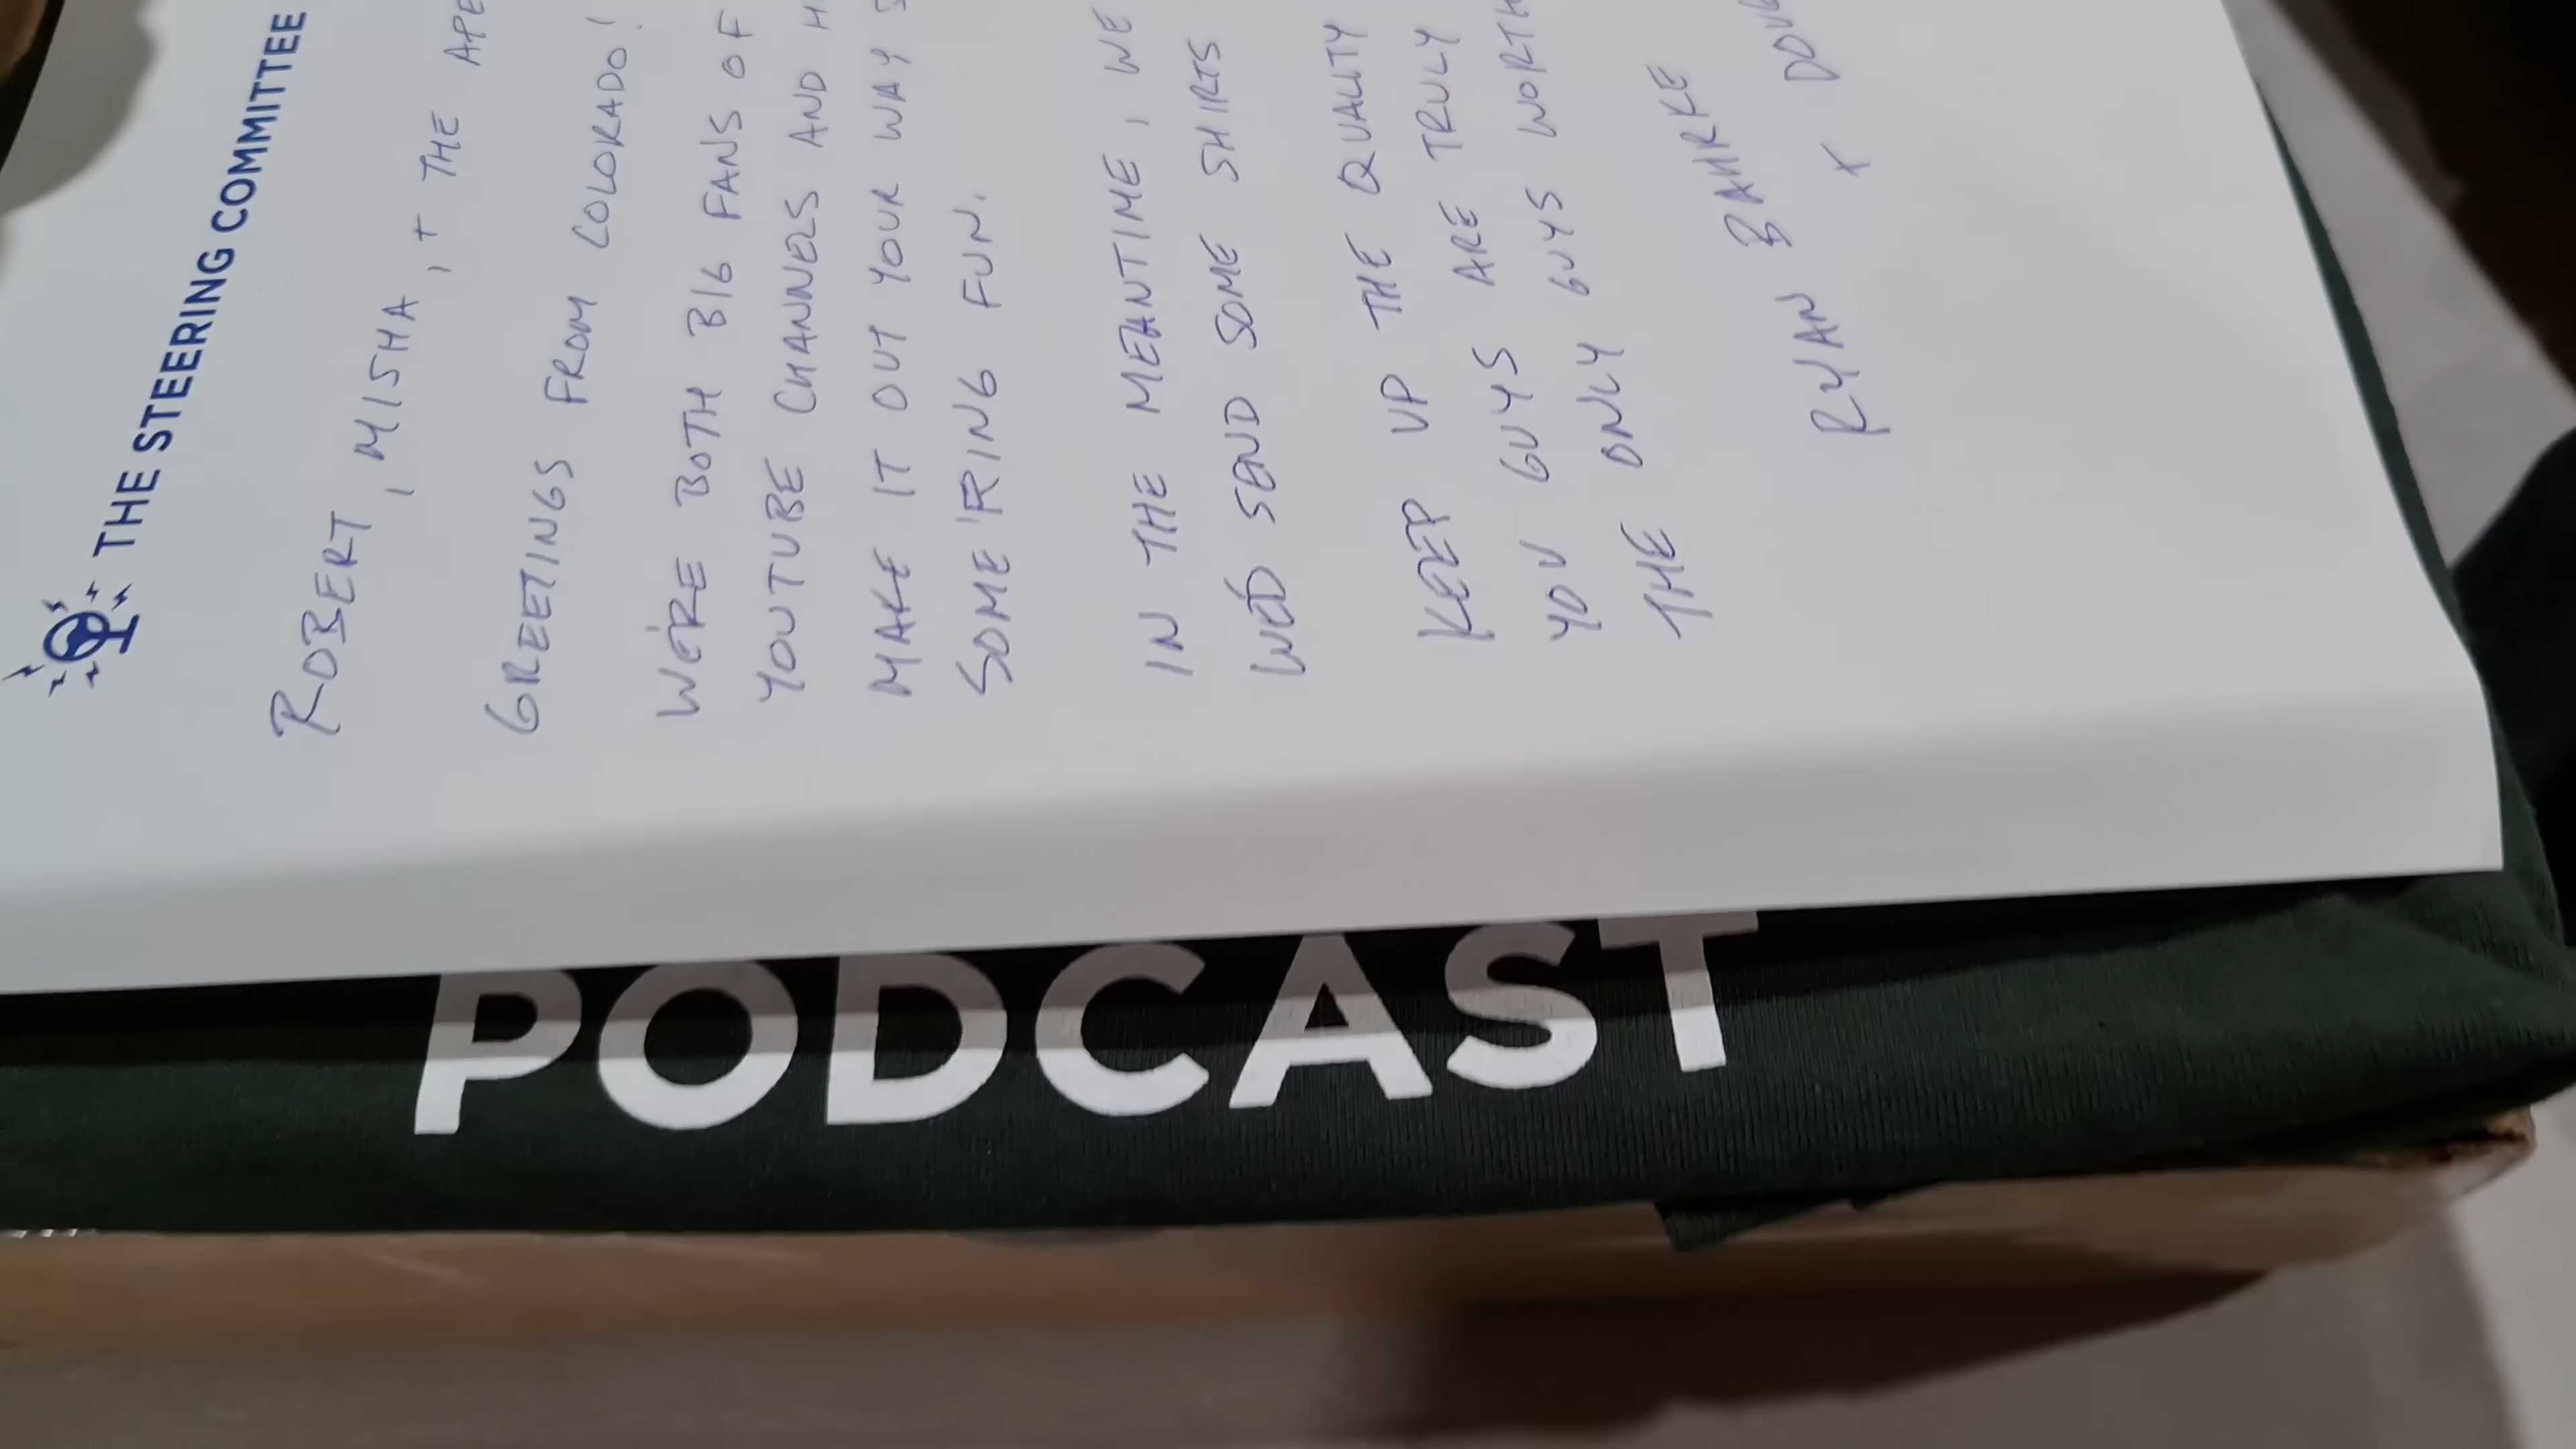 THE STEERING COMMITTEE
ROBERT, MISHA, + THE APE
GREETINGS FROM COLORADO!
WE'RE BOTH BIG FANS OF
YOUTUBE CHANNELS AND H
MAKE IT OUT YOUR WAY S
SOME 'RING FUN.
IN THE MEANTIME, WE
WE'D SEND SOME SHIRTS
KEEP UP THE QUALITY
YOU GUYS ARE TRULY
THE ONLY GUYS WORTH
RYAN + DOUG
PODCAST